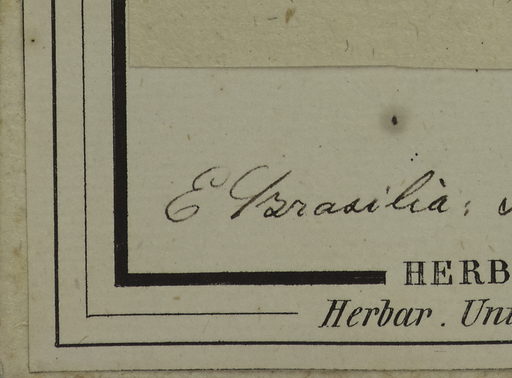 E Brasilia:
HERB
Herbar. Uni